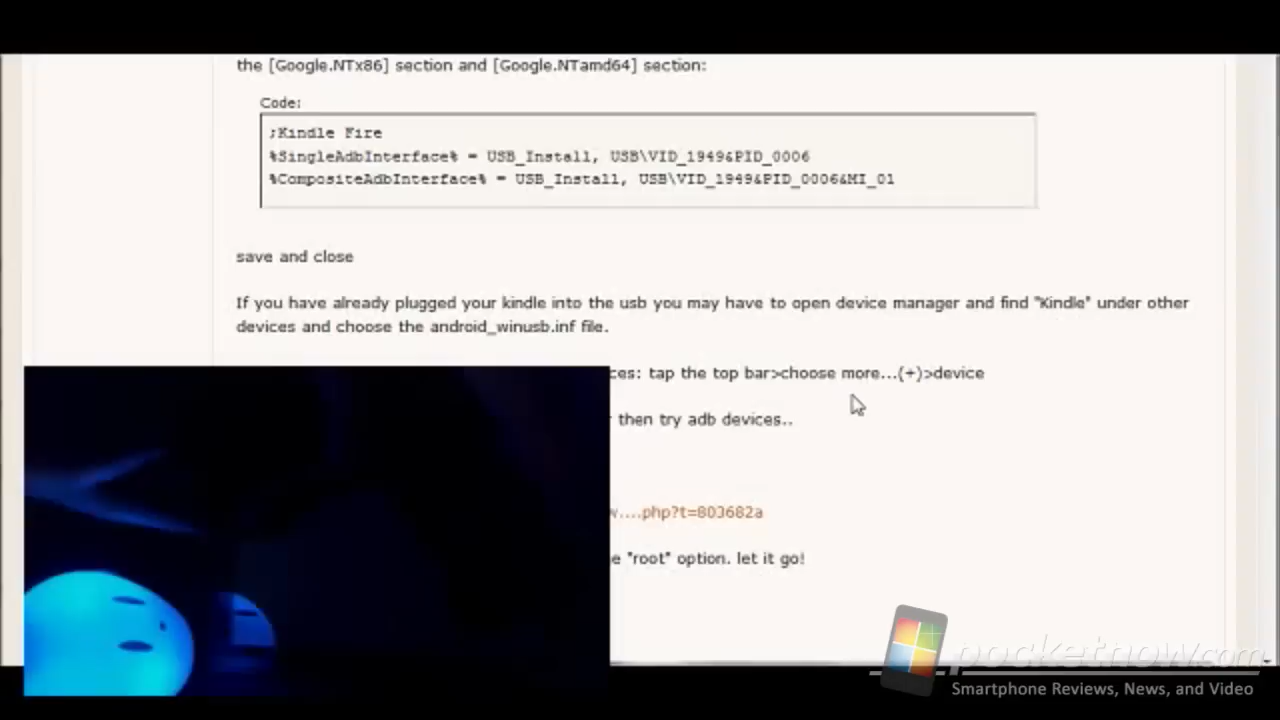 the [Google.NTx86] section and [Google.NTamd64] section:
Code:
;Kindle Fire
%SingleAdbInterface% = USB_Install, USB\VID_1949&PID_0006
%CompositeAdbInterface% = USB_Install, USB\VID_1949&PID_0006&MI_01
save and close
If you have already plugged your kindle into the usb you may have to open device manager and find "Kindle" under other
devices and choose the android_winusb.inf file.
tap the top bar>choose more...(+)>device
then try adb devices..
....php?t=803682a
"root" option. let it go!
pocketnow.com
Smartphone Reviews, News, and Video